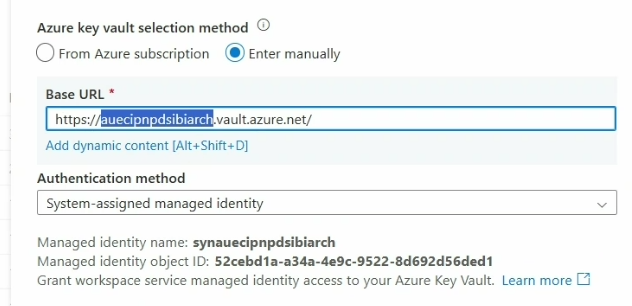 Azure key vault selection method
From Azure subscription Enter manually
Base URL *
https://auecipnpdsibiarch.vault.azure.net/
Add dynamic content [Alt+Shift+D]
Authentication method
System-assigned managed identity
Managed identity name: synauecipnpdsibiarch
Managed identity object ID: 52cebd1a-a34a-4e9c-9522-8d692d56ded1
Grant workspace service managed identity access to your Azure Key Vault. Learn more